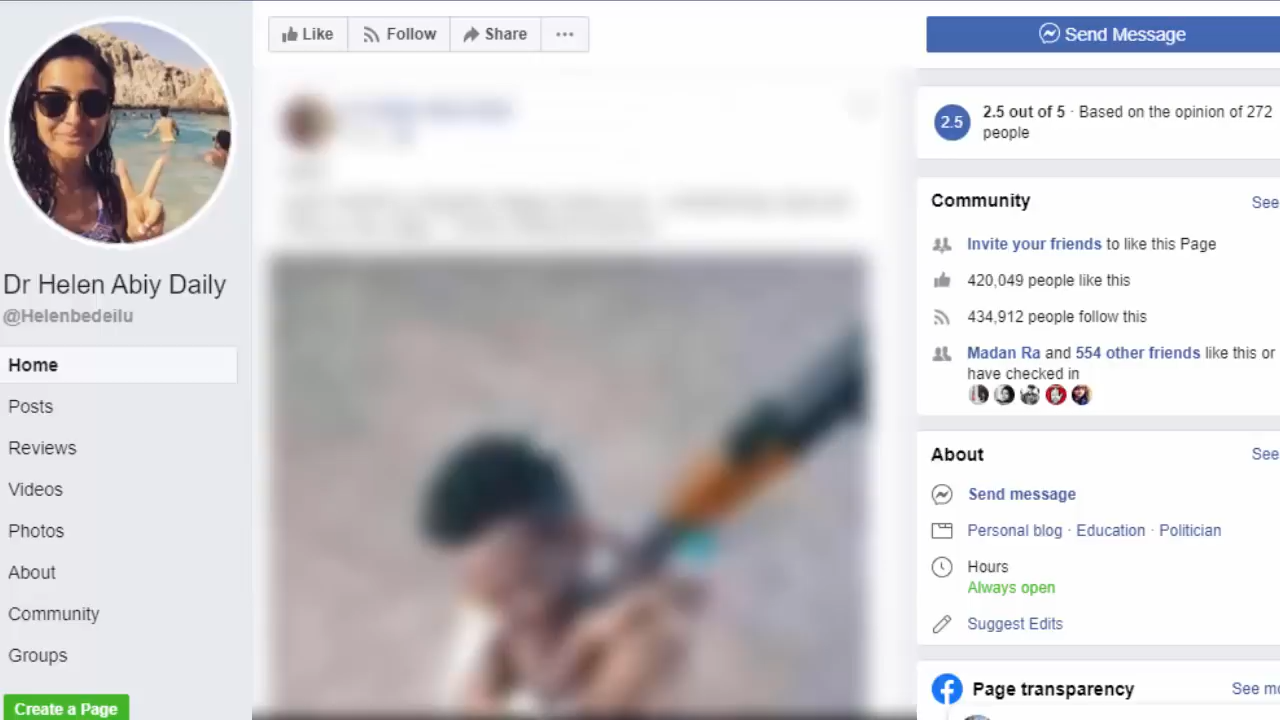 Like
Follow
Share
Send Message
Dr Helen Abiy Daily
@Helenbedeilu
Home
Posts
Reviews
Videos
Photos
About
Community
Groups
Create a Page
2.5
2.5 out of 5 · Based on the opinion of 272
people
Community
See
Invite your friends to like this Page
420,049 people like this
434,912 people follow this
Madan Ra and 554 other friends like this or
have checked in
About
See
Send message
Personal blog · Education · Politician
Hours
Always open
Suggest Edits
Page transparency
See mo